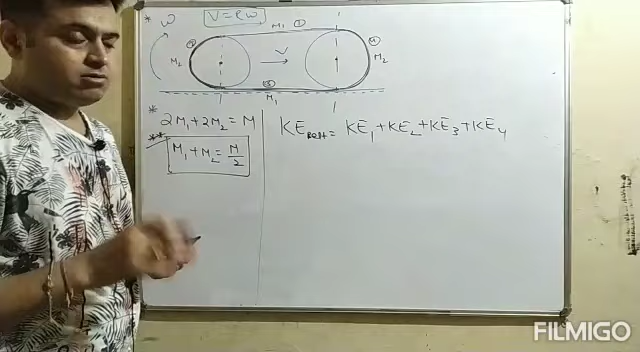 * ω V = Rω M₁ ①
② M₂ V ④ M₂
③
M₁
* 2M₁ + 2M₂ = M
** M₁ + M₂ = M/2
KE_Belt = KE₁ + KE₂ + KE₃ + KE₄
FILMIGO